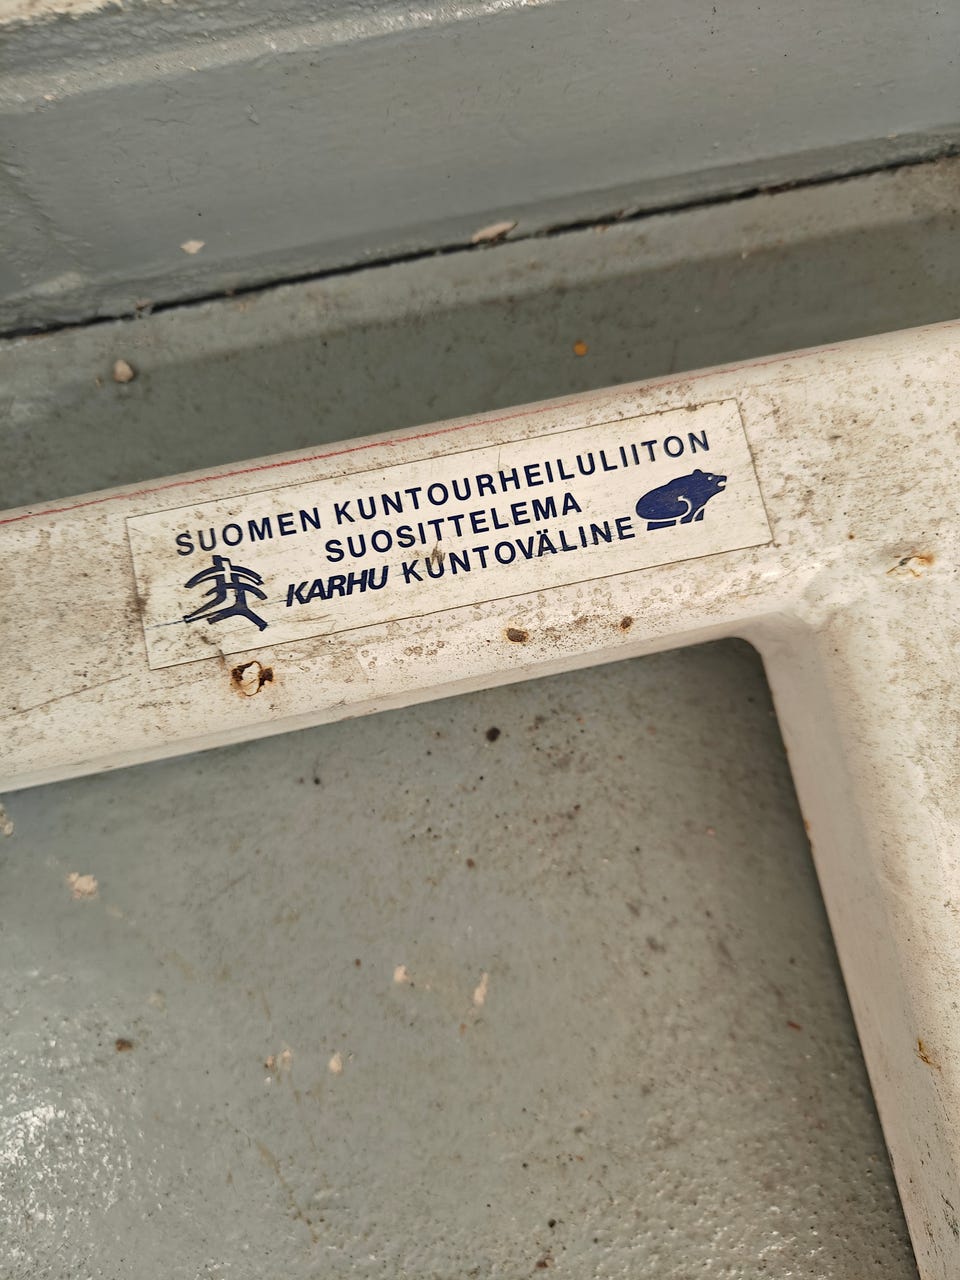 SUOMEN KUNTOURHEILULIITON
SUOSITTELEMA
KARHU KUNTOVÄLINE